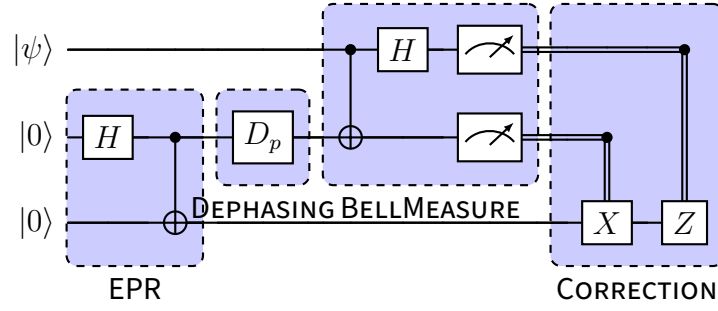 |ψ⟩ H
|0⟩ H D_p
DEPHASING BELLMEASURE
|0⟩ X Z
EPR CORRECTION